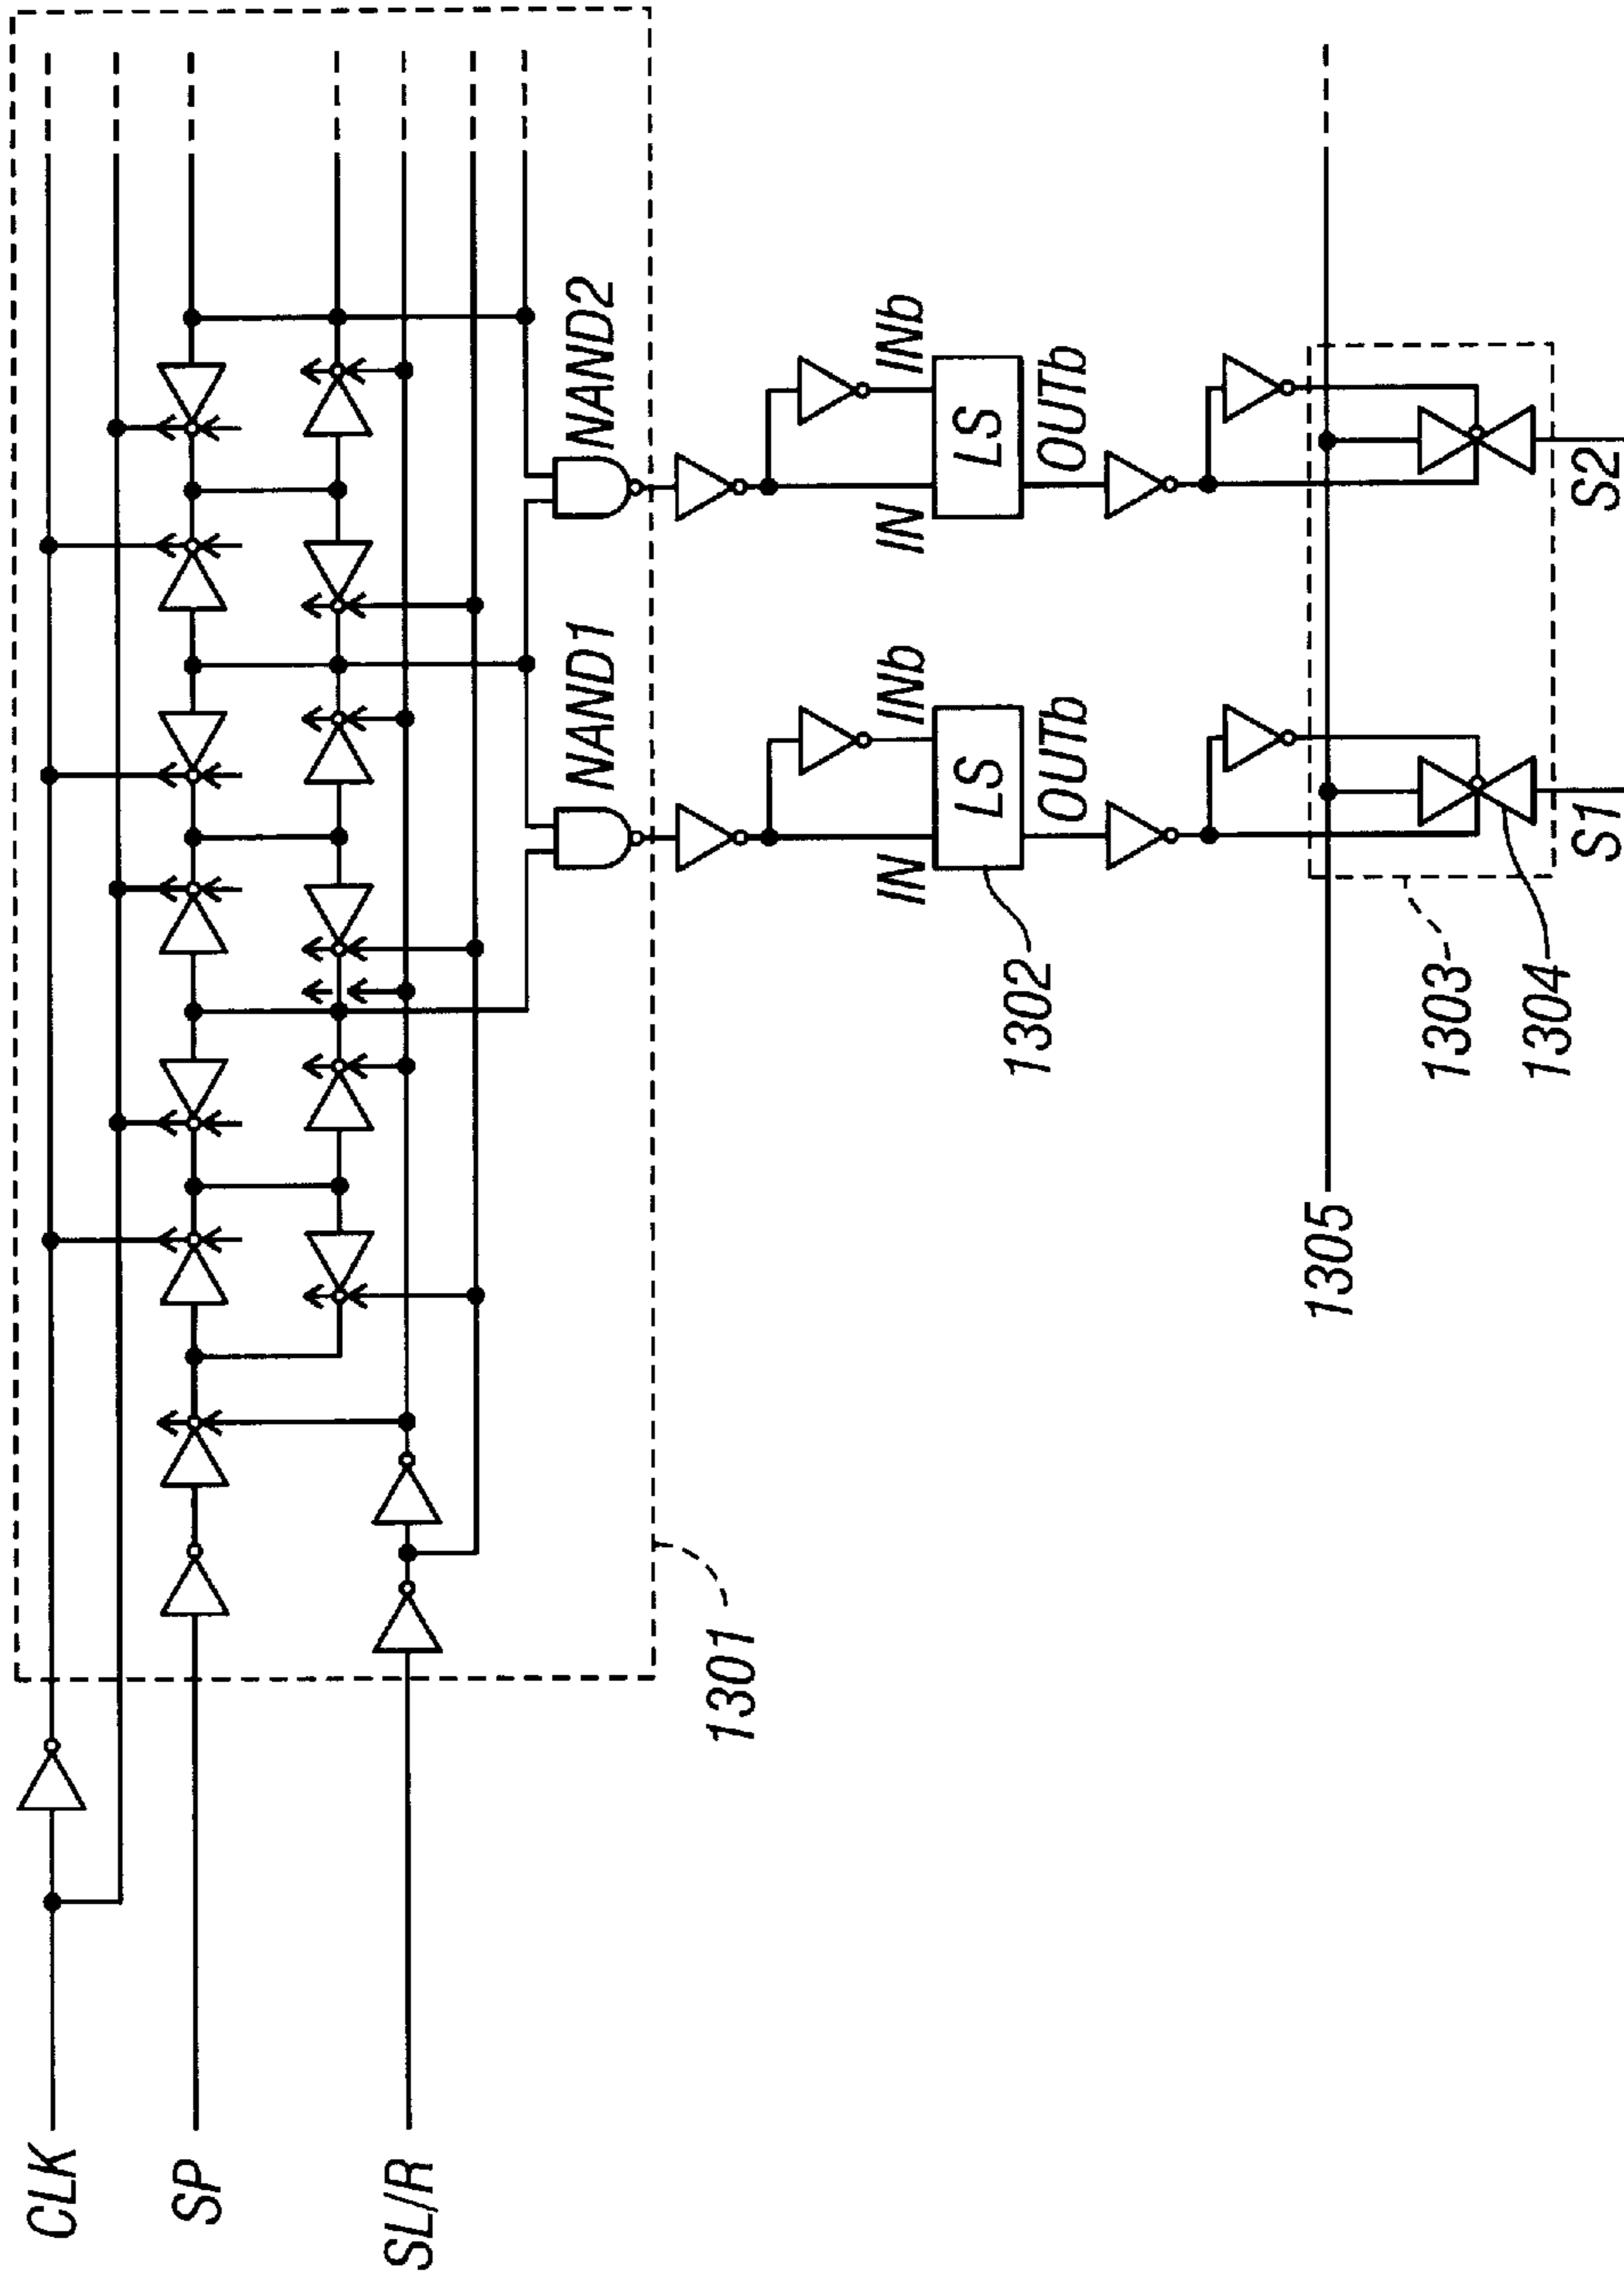 CLK
SP
SL/R
1301
NAND1
NAND2
IN
INb
IN
INb
LS
LS
1302
OUTb
OUTb
1305
1303
1304
S1
S2